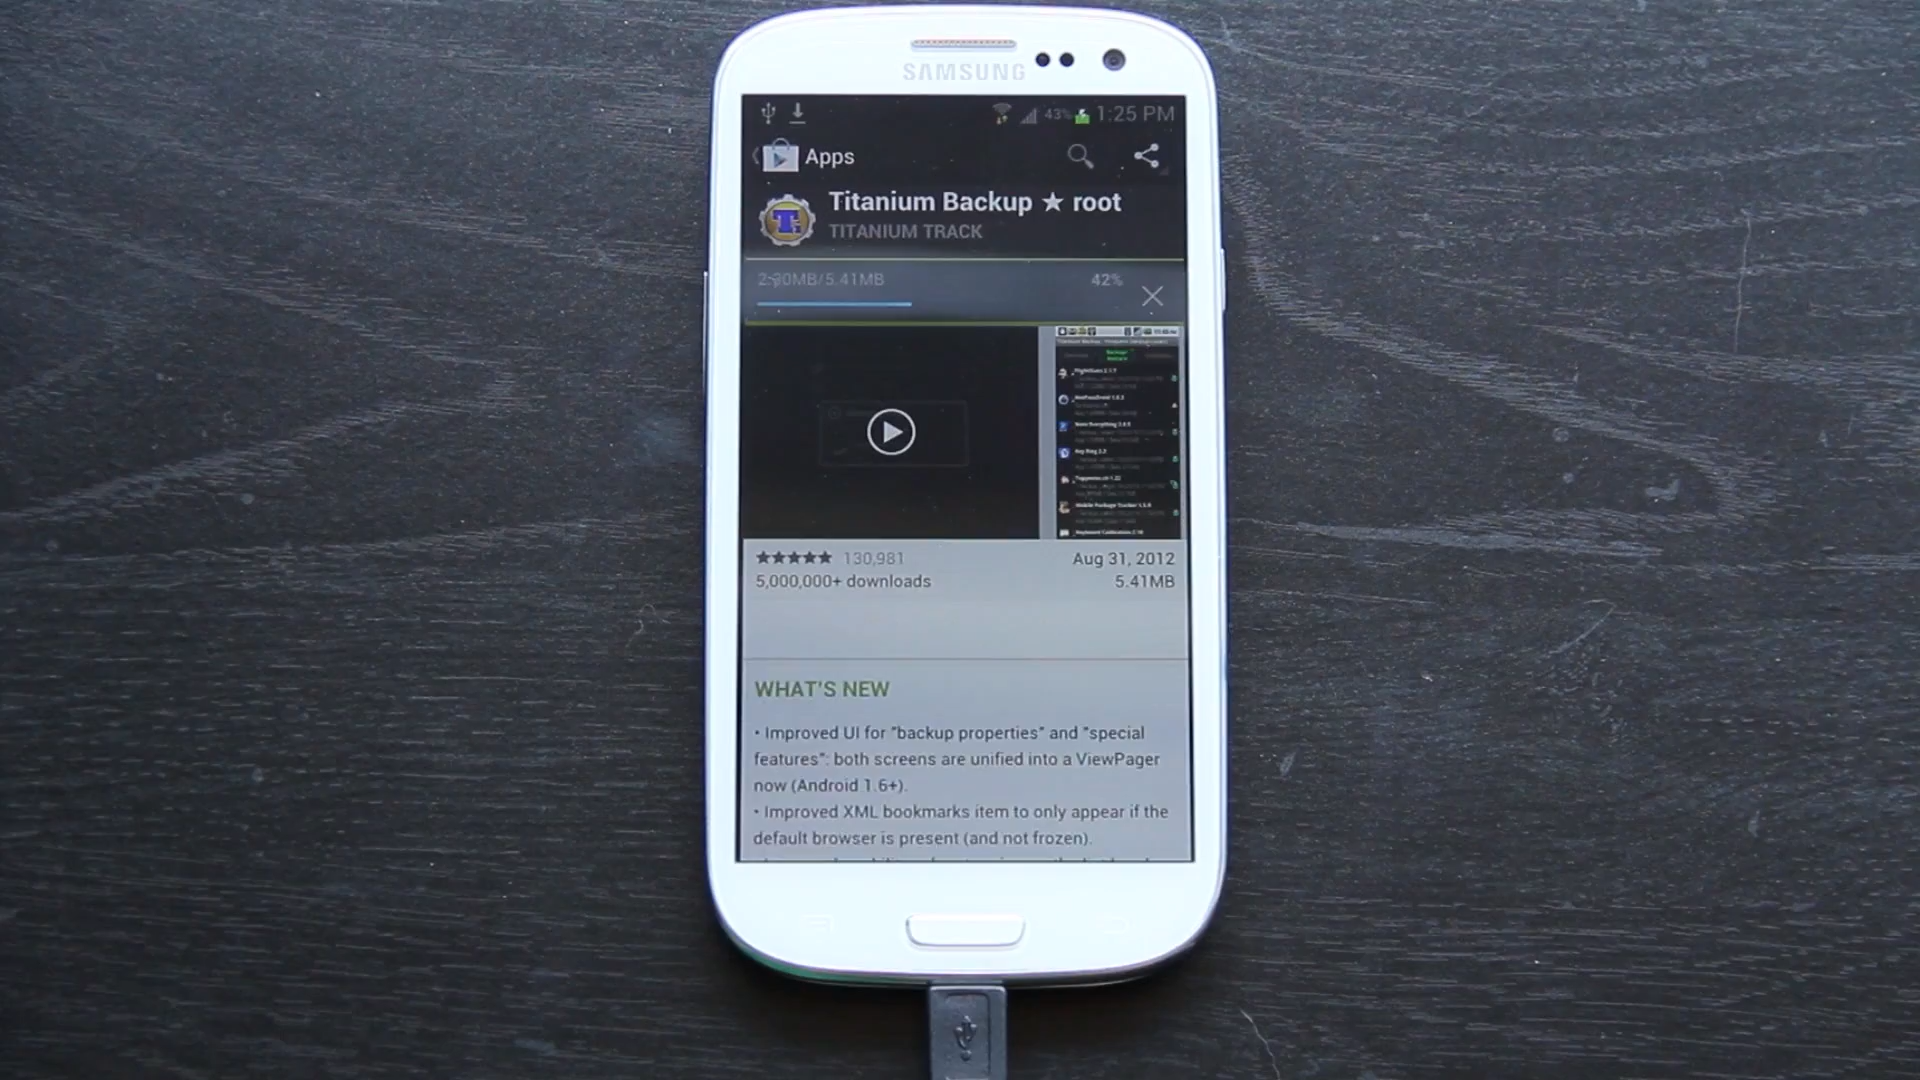 SAMSUNG
43% 1:25 PM
Apps
Titanium Backup ★ root
TITANIUM TRACK
2.30MB/5.41MB 42%
130,981 Aug 31, 2012
5,000,000+ downloads 5.41MB
WHAT'S NEW
• Improved UI for "backup properties" and "special
features": both screens are unified into a ViewPager
now (Android 1.6+).
• Improved XML bookmarks item to only appear if the
default browser is present (and not frozen).